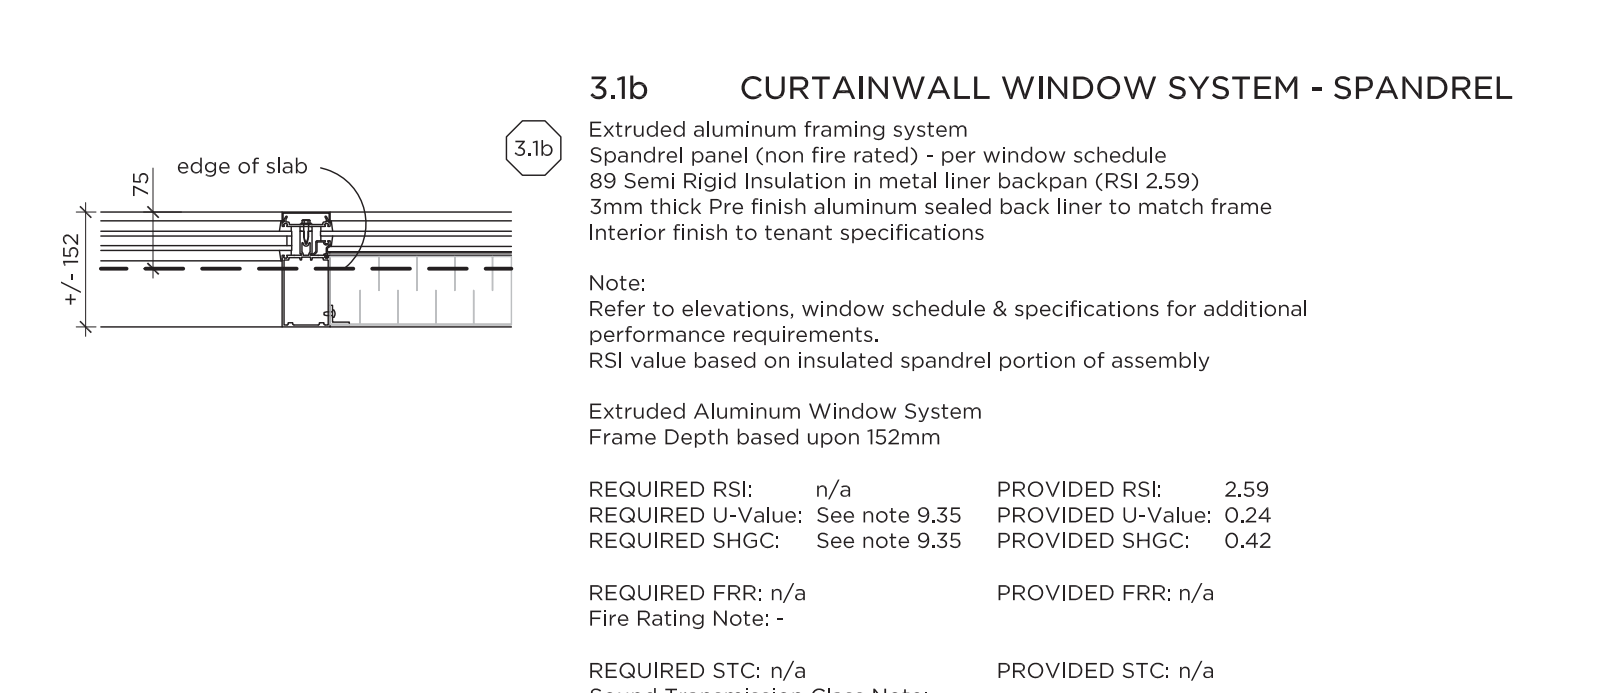 3.1b CURTAINWALL WINDOW SYSTEM - SPANDREL
3.1b
edge of slab
75
+/- 152
Extruded aluminum framing system
Spandrel panel (non fire rated) - per window schedule
89 Semi Rigid Insulation in metal liner backpan (RSI 2.59)
3mm thick Pre finish aluminum sealed back liner to match frame
Interior finish to tenant specifications
Note:
Refer to elevations, window schedule & specifications for additional
performance requirements.
RSI value based on insulated spandrel portion of assembly
Extruded Aluminum Window System
Frame Depth based upon 152mm
REQUIRED RSI: n/a PROVIDED RSI: 2.59
REQUIRED U-Value: See note 9.35 PROVIDED U-Value: 0.24
REQUIRED SHGC: See note 9.35 PROVIDED SHGC: 0.42
REQUIRED FRR: n/a PROVIDED FRR: n/a
Fire Rating Note: -
REQUIRED STC: n/a PROVIDED STC: n/a
Sound Transmission Class Note: